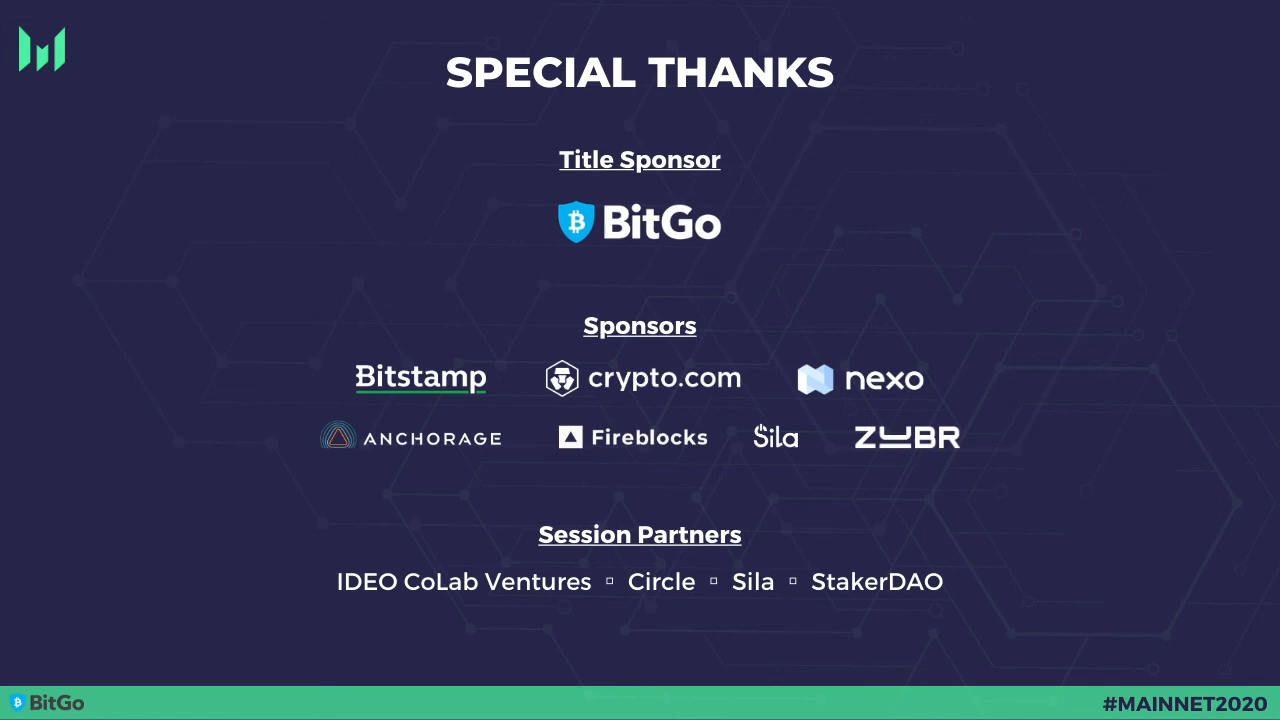 SPECIAL THANKS
Title Sponsor
BitGo
Sponsors
Bitstamp crypto.com nexo
ANCHORAGE Fireblocks Sila ZUBR
Session Partners
IDEO CoLab Ventures ▫ Circle ▫ Sila ▫ StakerDAO
BitGo #MAINNET2020